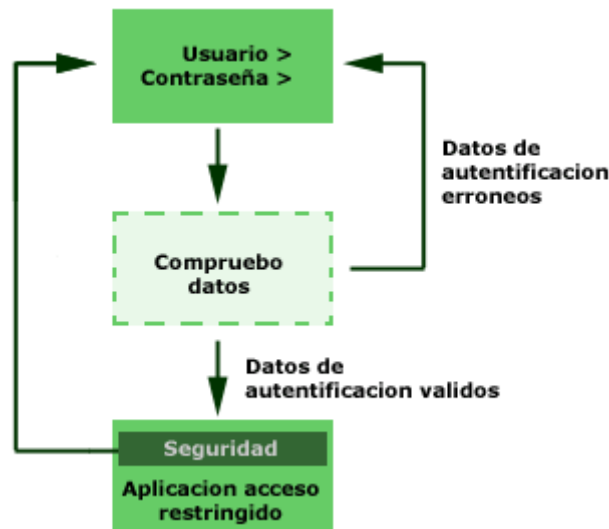 Usuario >
Contraseña >
Datos de
autentificacion
erroneos
Compruebo
datos
Datos de
autentificacion validos
Seguridad
Aplicacion acceso
restringido